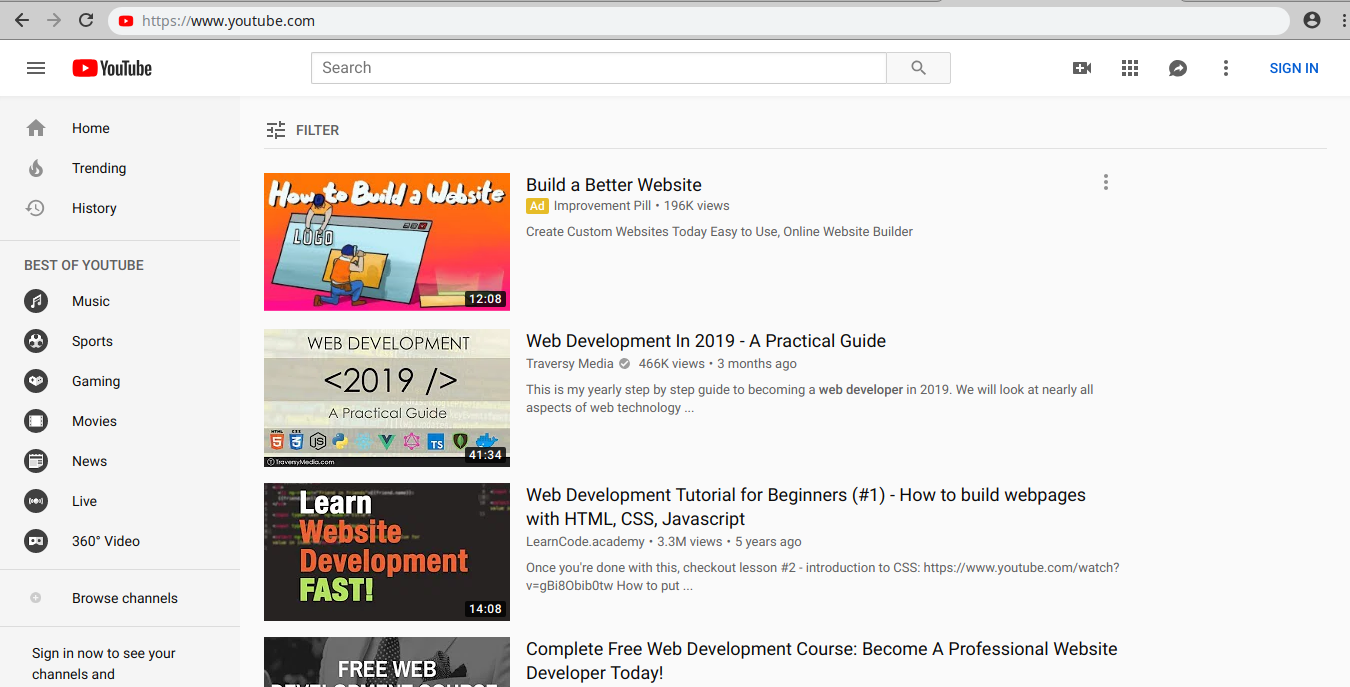 https://www.youtube.com
YouTube
Search
SIGN IN
Home
Trending
History
BEST OF YOUTUBE
Music
Sports
Gaming
Movies
News
Live
360° Video
Browse channels
Sign in now to see your
channels and
FILTER
How to Build a Website
LOGO
12:08
Build a Better Website
Ad Improvement Pill • 196K views
Create Custom Websites Today Easy to Use, Online Website Builder
WEB DEVELOPMENT
<2019 />
A Practical Guide
HTML
CSS
JS
TS
TraversyMedia.com
41:34
Web Development In 2019 - A Practical Guide
Traversy Media 466K views • 3 months ago
This is my yearly step by step guide to becoming a web developer in 2019. We will look at nearly all
aspects of web technology ...
Learn
Website
Development
FAST!
14:08
Web Development Tutorial for Beginners (#1) - How to build webpages
with HTML, CSS, Javascript
LearnCode.academy • 3.3M views • 5 years ago
Once you're done with this, checkout lesson #2 - introduction to CSS: https://www.youtube.com/watch?
v=gBi8Obib0tw How to put ...
FREE WEB
DEVELOPMENT COURSE
Complete Free Web Development Course: Become A Professional Website
Developer Today!